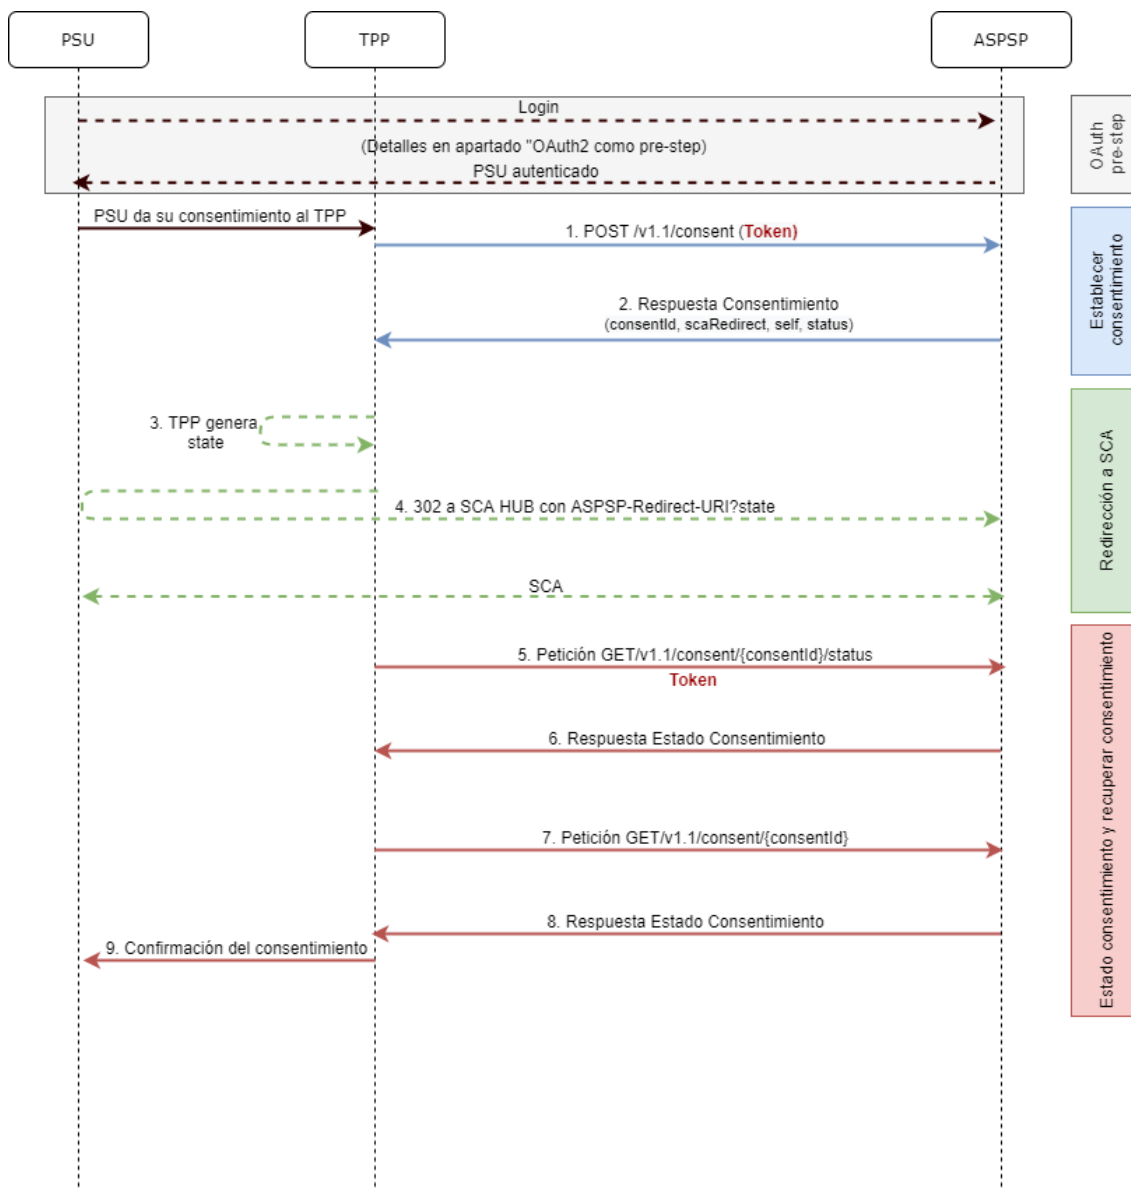 PSU
TPP
ASPSP
Login
(Detalles en apartado "OAuth2 como pre-step)
PSU autenticado
OAuth
pre-step
PSU da su consentimiento al TPP
1. POST /v1.1/consent (Token)
2. Respuesta Consentimiento
(consentId, scaRedirect, self, status)
Establecer
consentimiento
3. TPP genera
state
4. 302 a SCA HUB con ASPSP-Redirect-URI?state
SCA
Redirección a SCA
5. Petición GET/v1.1/consent/{consentId}/status
Token
6. Respuesta Estado Consentimiento
7. Petición GET/v1.1/consent/{consentId}
8. Respuesta Estado Consentimiento
9. Confirmación del consentimiento
Estado consentimiento y recuperar consentimiento